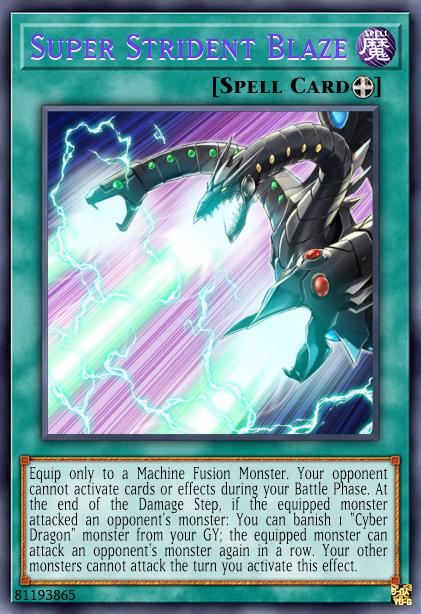 Super Strident Blaze
SPELL
魔
[Spell Card]
Equip only to a Machine Fusion Monster. Your opponent
cannot activate cards or effects during your Battle Phase. At
the end of the Damage Step, if the equipped monster
attacked an opponent's monster: You can banish 1 "Cyber
Dragon" monster from your GY; the equipped monster can
attack an opponent's monster again in a row. Your other
monsters cannot attack the turn you activate this effect.
81193865